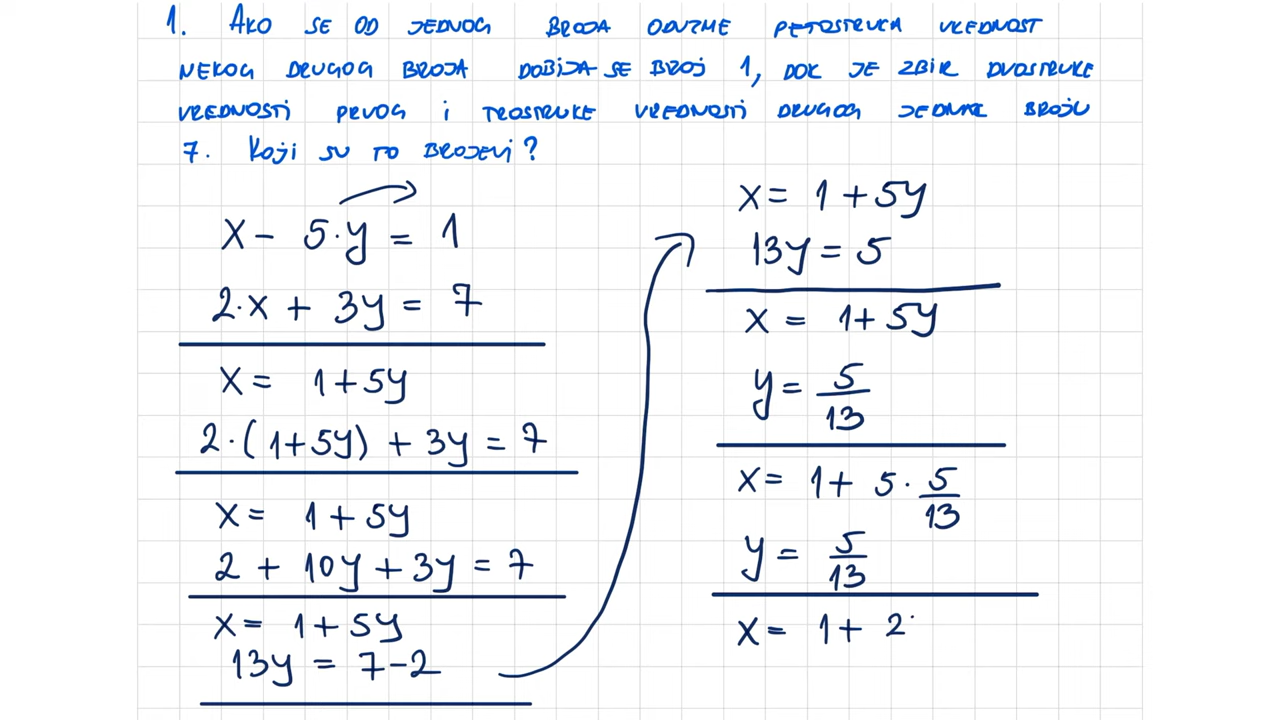 1. AKO SE OD JEDNOG BROJA ODUZME PETOSTRUKA VREDNOST
NEKOG DRUGOG BROJA DOBIJA SE BROJ 1, DOK JE ZBIR DVOSTRUKE
VREDNOSTI PRVOG I TROSTRUKE VREDNOSTI DRUGOG JEDNAK BROJU
7. KOJI SU TO BROJEVI?
x - 5·y = 1
2·x + 3y = 7
x = 1+5y
2·(1+5y) + 3y = 7
x = 1+5y
2 + 10y + 3y = 7
x = 1+5y
13y = 7-2
x = 1+5y
13y = 5
x = 1+5y
y = 5/13
x = 1+ 5·5/13
y = 5/13
x = 1+ 2